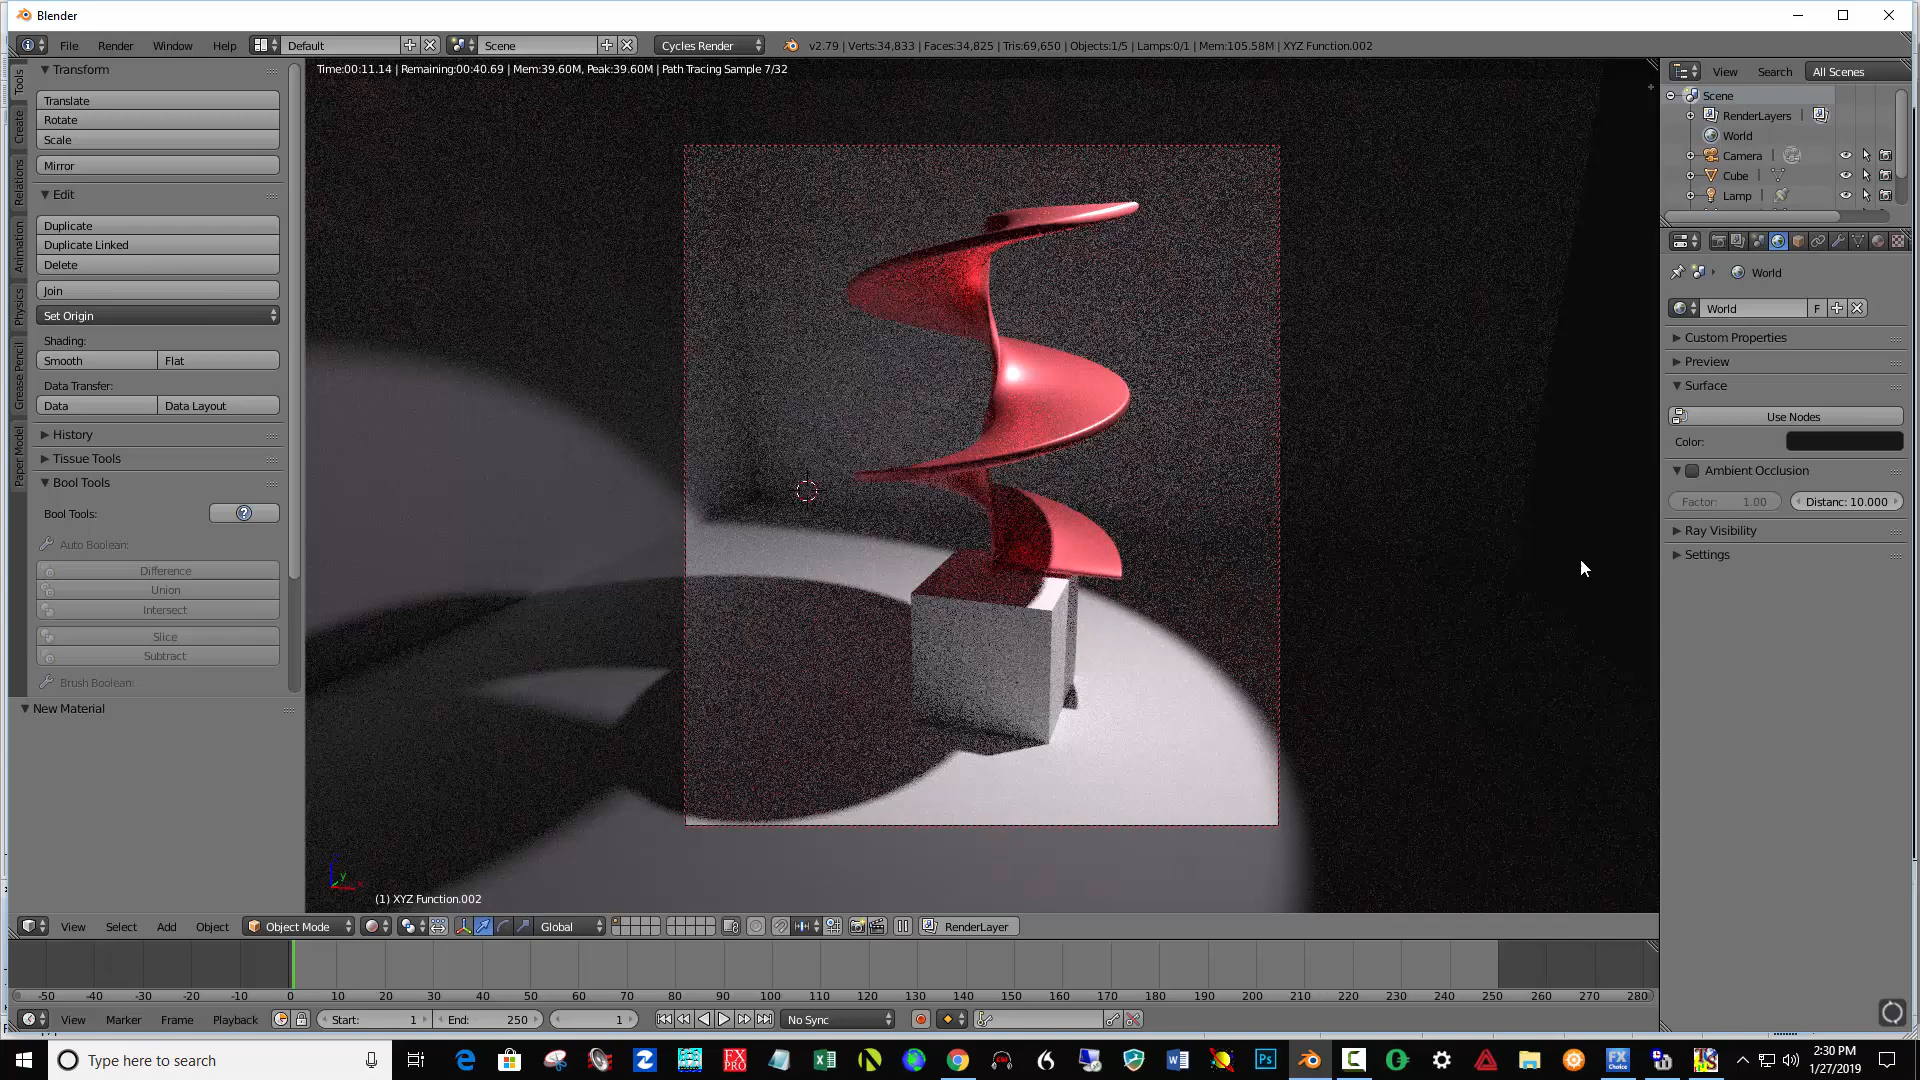 Blender
File Render Window Help Default Scene Cycles Render v2.79 | Verts:34,833 | Faces:34,825 | Tris:69,650 | Objects:1/5 | Lamps:0/1 | Mem:105.58M | XYZ Function.002
Time:00:11.14 | Remaining:00:40.69 | Mem:39.60M, Peak:39.60M | Path Tracing Sample 7/32
Tools
Create
Relations
Animation
Physics
Grease Pencil
Paper Model
Transform
Translate
Rotate
Scale
Mirror
Edit
Duplicate
Duplicate Linked
Delete
Join
Set Origin
Shading:
Smooth Flat
Data Transfer:
Data Data Layout
History
Tissue Tools
Bool Tools
Bool Tools:
Auto Boolean:
Difference
Union
Intersect
Slice
Subtract
Brush Boolean:
New Material
y
x
(1) XYZ Function.002
View Search All Scenes
Scene
RenderLayers |
World
Camera |
Cube |
Lamp |
World
World F
Custom Properties
Preview
Surface
Use Nodes
Color:
Ambient Occlusion
Factor: 1.00 Distanc: 10.000
Ray Visibility
Settings
View Select Add Object Object Mode Global RenderLayer
-50 -40 -30 -20 -10 0 10 20 30 40 50 60 70 80 90 100 110 120 130 140 150 160 170 180 190 200 210 220 230 240 250 260 270 280
View Marker Frame Playback Start: 1 End: 250 1 No Sync
Type here to search
FX PRO
Ps
FX Choice
2:30 PM
1/27/2019